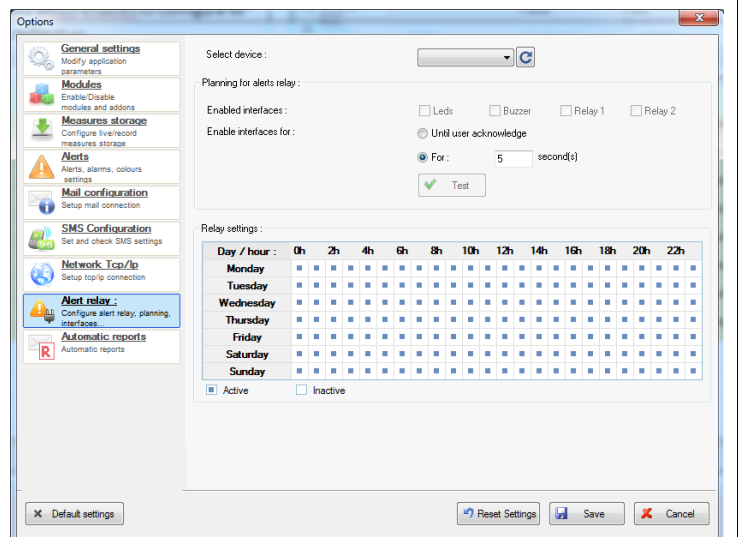 Options
General settings
Modify application
parameters
Modules
Enable/Disable
modules and addons
Measures storage
Configure live/record
measures storage
Alerts
Alerts, alarms, colours
settings
Mail configuration
Setup mail connection
SMS Configuration
Set and check SMS settings
Network Tcp/Ip
Setup tcp/ip connection
Alert relay :
Configure alert relay, planning,
interfaces...
Automatic reports
Automatic reports
Select device :
Planning for alerts relay :
Enabled interfaces :
Leds Buzzer Relay 1 Relay 2
Enable interfaces for :
Until user acknowledge
For : 5 second(s)
Test
Relay settings :
Day / hour : 0h 2h 4h 6h 8h 10h 12h 14h 16h 18h 20h 22h
Monday
Tuesday
Wednesday
Thursday
Friday
Saturday
Sunday
Active Inactive
Default settings Reset Settings Save Cancel